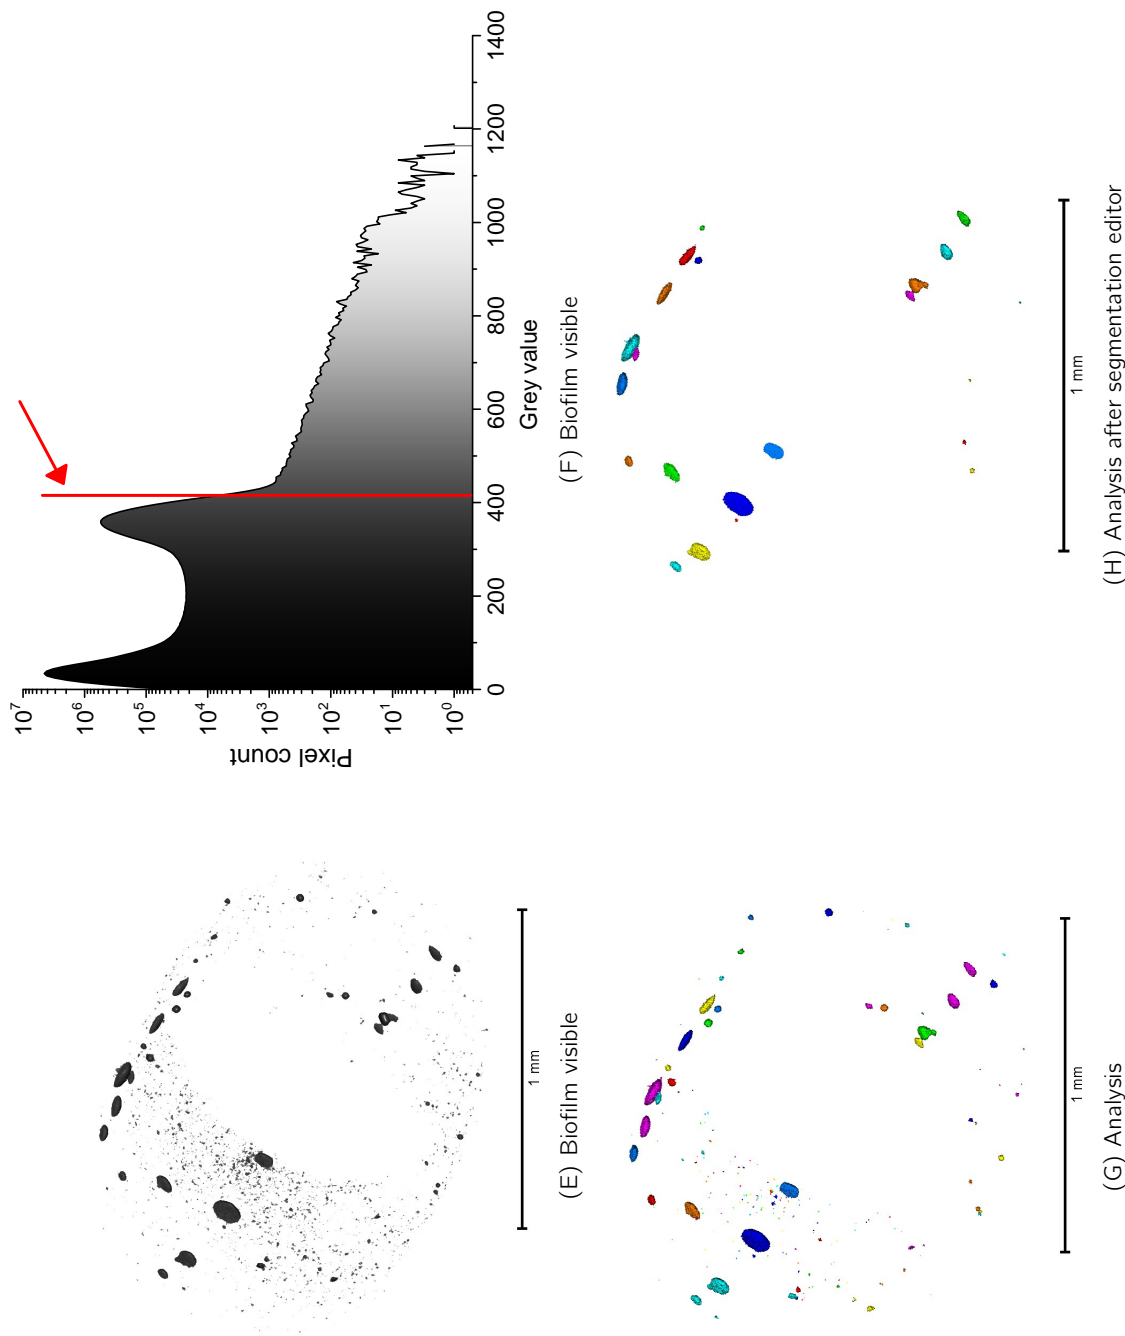 1 mm
(E) Biofilm visible
Pixel count
10⁷
10⁶
10⁵
10⁴
10³
10²
10¹
10⁰
0 200 400 600 800 1000 1200 1400
Grey value
(F) Biofilm visible
1 mm
(G) Analysis
1 mm
(H) Analysis after segmentation editor